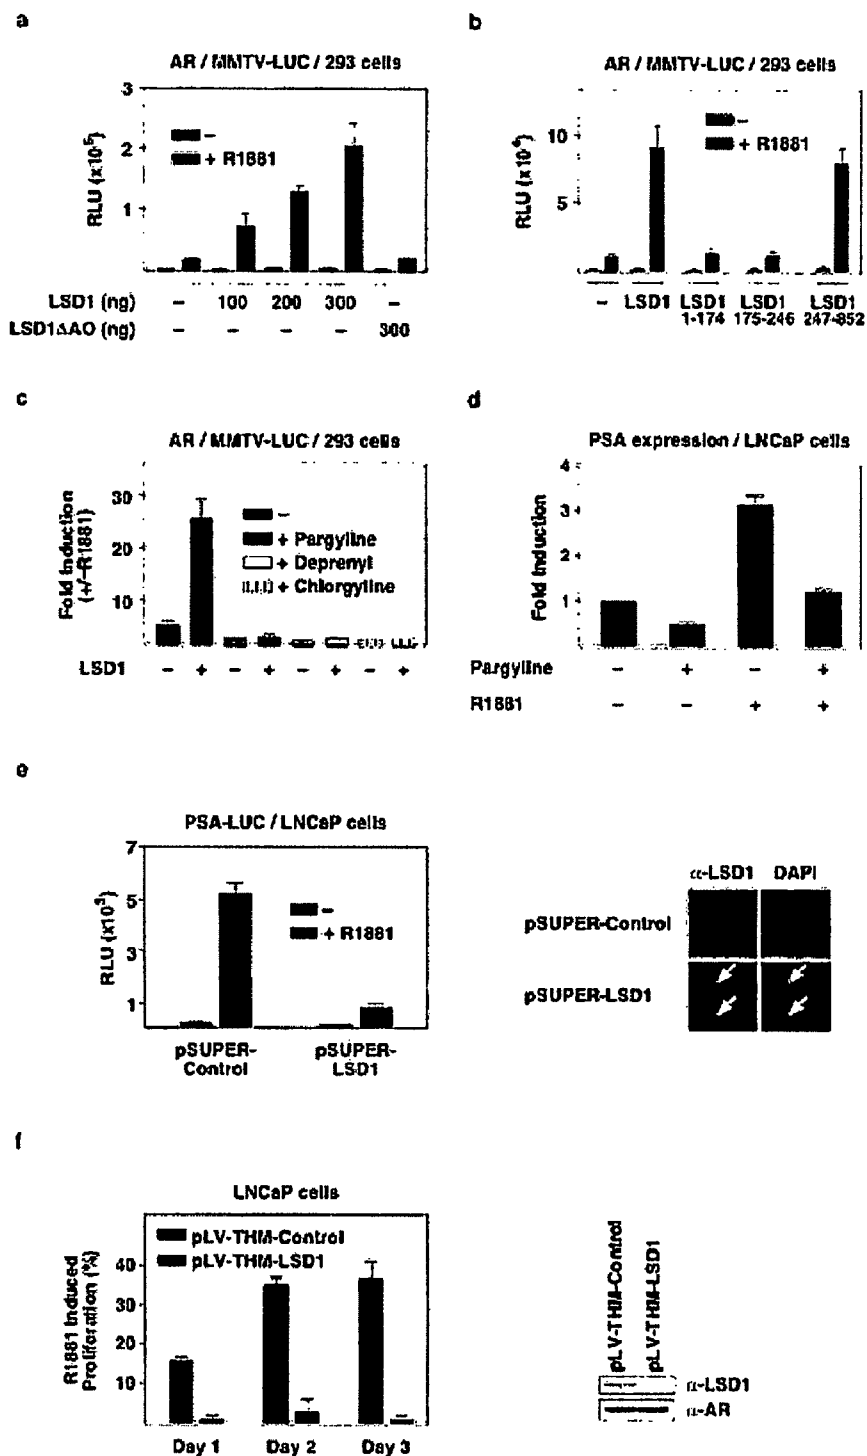 a
AR / MMTV-LUC / 293 cells
RLU (x10-5)
3
2
1
–
+ R1881
LSD1 (ng) – 100 200 300 –
LSD1ΔAO (ng) – – – – 300
b
AR / MMTV-LUC / 293 cells
RLU (x10-4)
10
5
–
+ R1881
– LSD1 LSD1 LSD1 LSD1
1-174 175-246 247-852
c
AR / MMTV-LUC / 293 cells
Fold Induction
(+/–R1881)
30
20
10
–
+ Pargyline
+ Deprenyl
+ Chlorgyline
LSD1 – + – + – + – +
d
PSA expression / LNCaP cells
Fold Induction
4
3
2
1
Pargyline – + – +
R1881 – – + +
e
PSA-LUC / LNCaP cells
RLU (x10³)
7
5
3
1
–
+ R1881
pSUPER-
Control
pSUPER-
LSD1
α-LSD1 DAPI
pSUPER-Control
pSUPER-LSD1
f
LNCaP cells
R1881 Induced
Proliferation (%)
40
30
20
10
pLV-THM-Control
pLV-THM-LSD1
Day 1 Day 2 Day 3
pLV-THM-Control
pLV-THM-LSD1
α-LSD1
α-AR